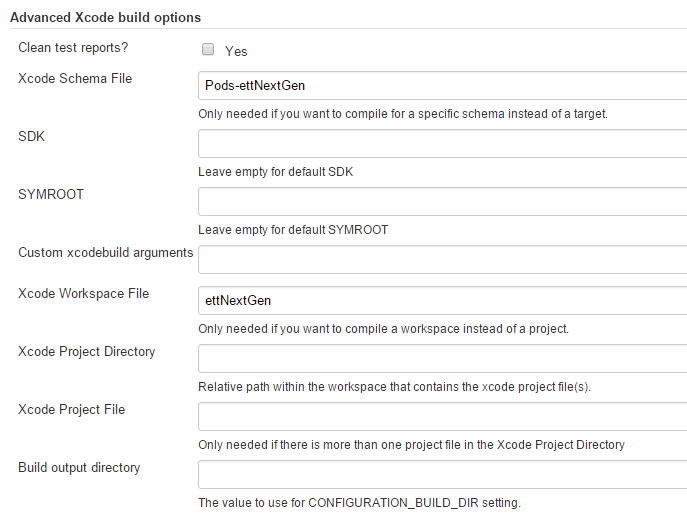 Advanced Xcode build options
Clean test reports?
Yes
Xcode Schema File
Pods-ettNextGen
Only needed if you want to compile for a specific schema instead of a target.
SDK
Leave empty for default SDK
SYMROOT
Leave empty for default SYMROOT
Custom xcodebuild arguments
Xcode Workspace File
ettNextGen
Only needed if you want to compile a workspace instead of a project.
Xcode Project Directory
Relative path within the workspace that contains the xcode project file(s).
Xcode Project File
Only needed if there is more than one project file in the Xcode Project Directory
Build output directory
The value to use for CONFIGURATION_BUILD_DIR setting.